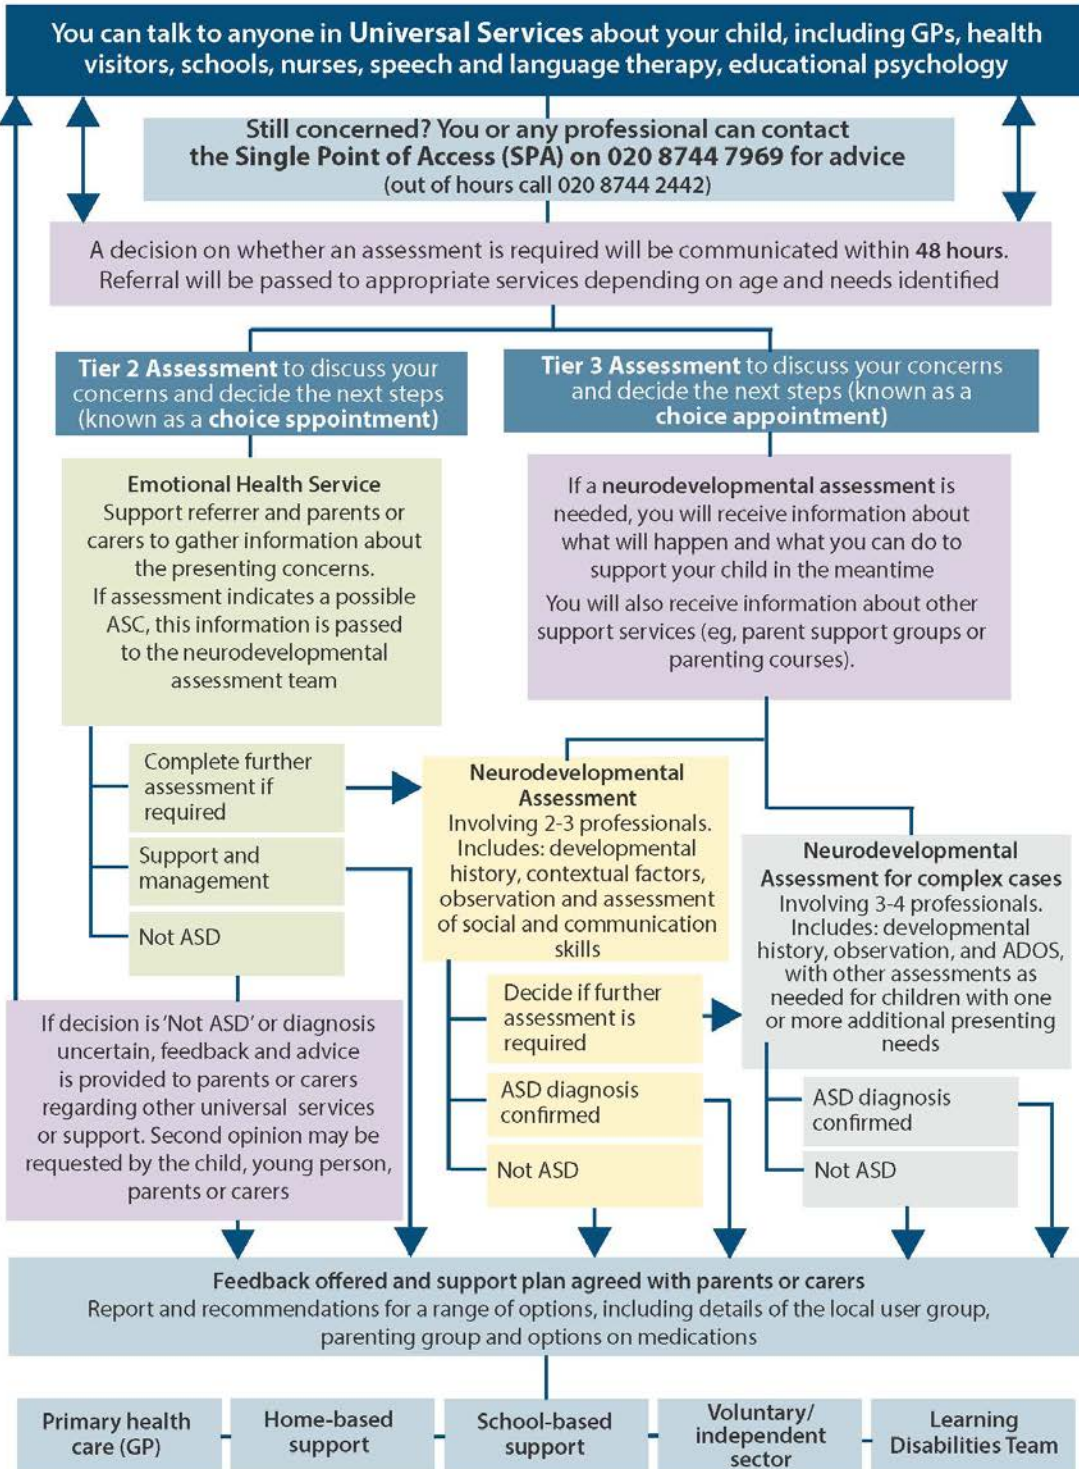 You can talk to anyone in Universal Services about your child, including GPs, health
visitors, schools, nurses, speech and language therapy, educational psychology
Still concerned? You or any professional can contact
the Single Point of Access (SPA) on 020 8744 7969 for advice
(out of hours call 020 8744 2442)
A decision on whether an assessment is required will be communicated within 48 hours.
Referral will be passed to appropriate services depending on age and needs identified
Tier 2 Assessment to discuss your
concerns and decide the next steps
(known as a choice sppointment)
Tier 3 Assessment to discuss your concerns
and decide the next steps (known as a
choice appointment)
Emotional Health Service
Support referrer and parents or
carers to gather information about
the presenting concerns.
If assessment indicates a possible
ASC, this information is passed
to the neurodevelopmental
assessment team
If a neurodevelopmental assessment is
needed, you will receive information about
what will happen and what you can do to
support your child in the meantime
You will also receive information about other
support services (eg, parent support groups or
parenting courses).
Complete further
assessment if
required
Support and
management
Not ASD
Neurodevelopmental
Assessment
Involving 2-3 professionals.
Includes: developmental
history, contextual factors,
observation and assessment
of social and communication
skills
Neurodevelopmental
Assessment for complex cases
Involving 3-4 professionals.
Includes: developmental
history, observation, and ADOS,
with other assessments as
needed for children with one
or more additional presenting
needs
If decision is 'Not ASD' or diagnosis
uncertain, feedback and advice
is provided to parents or carers
regarding other universal services
or support. Second opinion may be
requested by the child, young person,
parents or carers
Decide if further
assessment is
required
ASD diagnosis
confirmed
Not ASD
ASD diagnosis
confirmed
Not ASD
Feedback offered and support plan agreed with parents or carers
Report and recommendations for a range of options, including details of the local user group,
parenting group and options on medications
Primary health
care (GP)
Home-based
support
School-based
support
Voluntary/
independent
sector
Learning
Disabilities Team